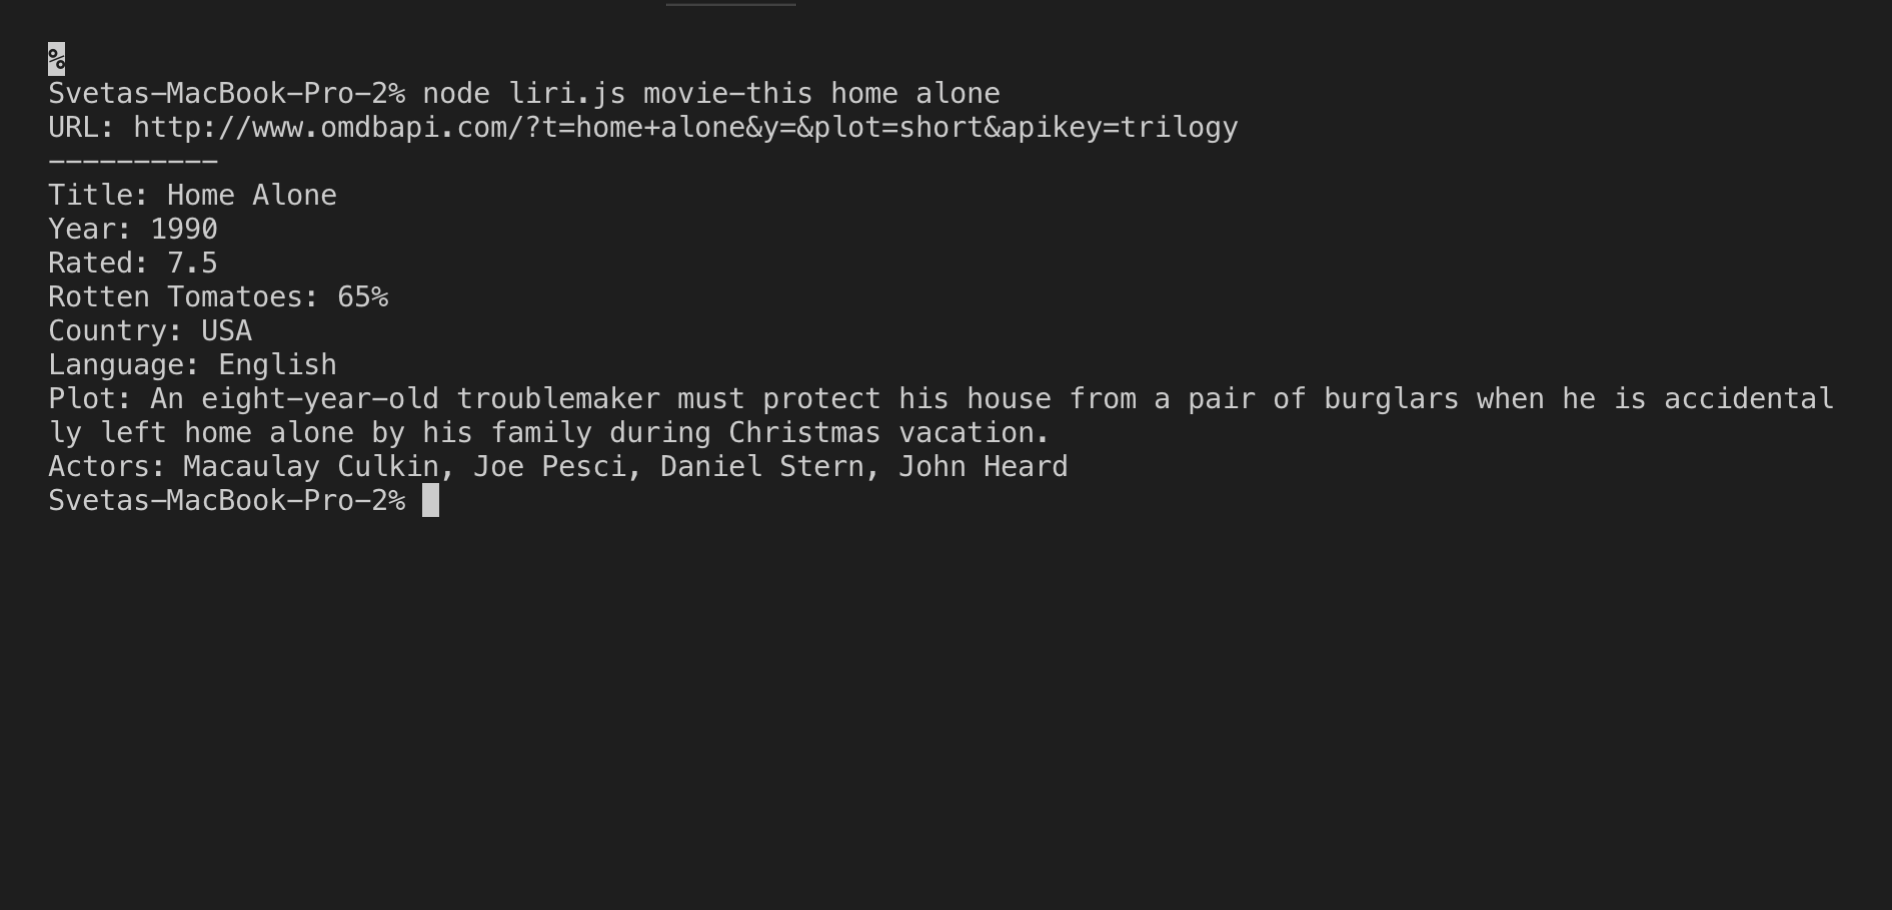 %
Svetas-MacBook-Pro-2% node liri.js movie-this home alone
URL: http://www.omdbapi.com/?t=home+alone&y=&plot=short&apikey=trilogy
----------
Title: Home Alone
Year: 1990
Rated: 7.5
Rotten Tomatoes: 65%
Country: USA
Language: English
Plot: An eight-year-old troublemaker must protect his house from a pair of burglars when he is accidental
ly left home alone by his family during Christmas vacation.
Actors: Macaulay Culkin, Joe Pesci, Daniel Stern, John Heard
Svetas-MacBook-Pro-2%